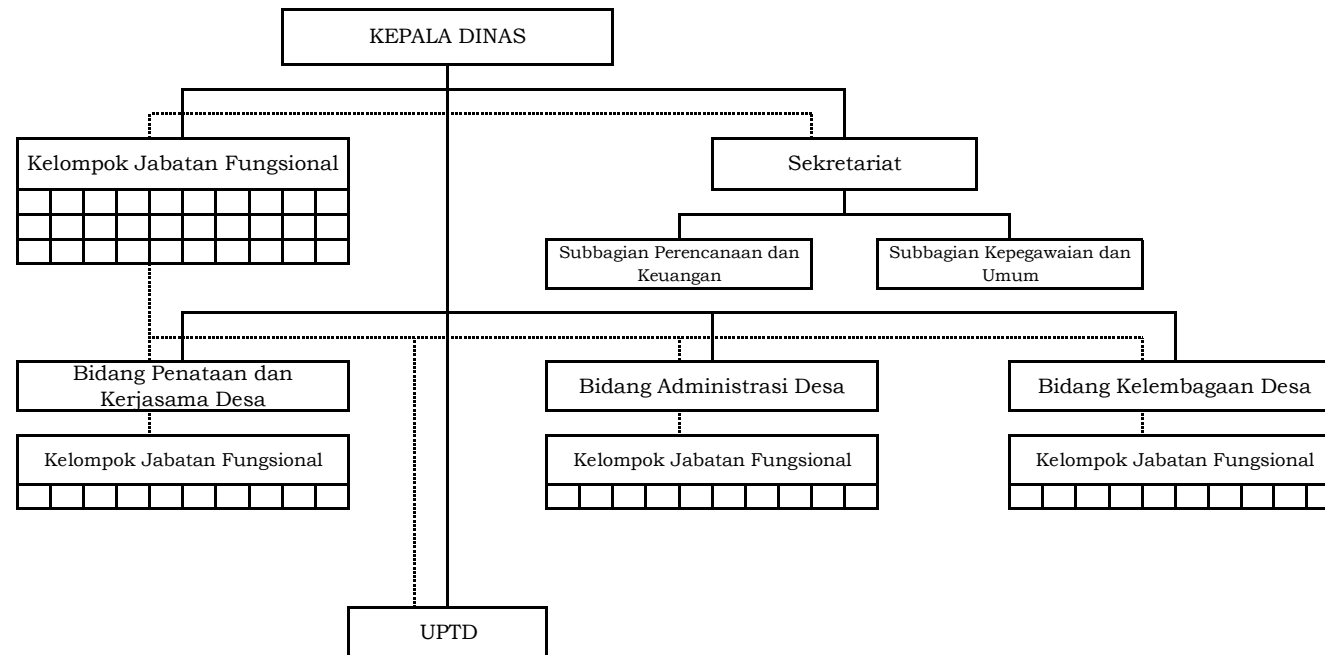 KEPALA DINAS
Kelompok Jabatan Fungsional
Sekretariat
Subbagian Perencanaan dan
Keuangan
Subbagian Kepegawaian dan
Umum
Bidang Penataan dan
Kerjasama Desa
Bidang Administrasi Desa
Bidang Kelembagaan Desa
Kelompok Jabatan Fungsional
Kelompok Jabatan Fungsional
Kelompok Jabatan Fungsional
UPTD